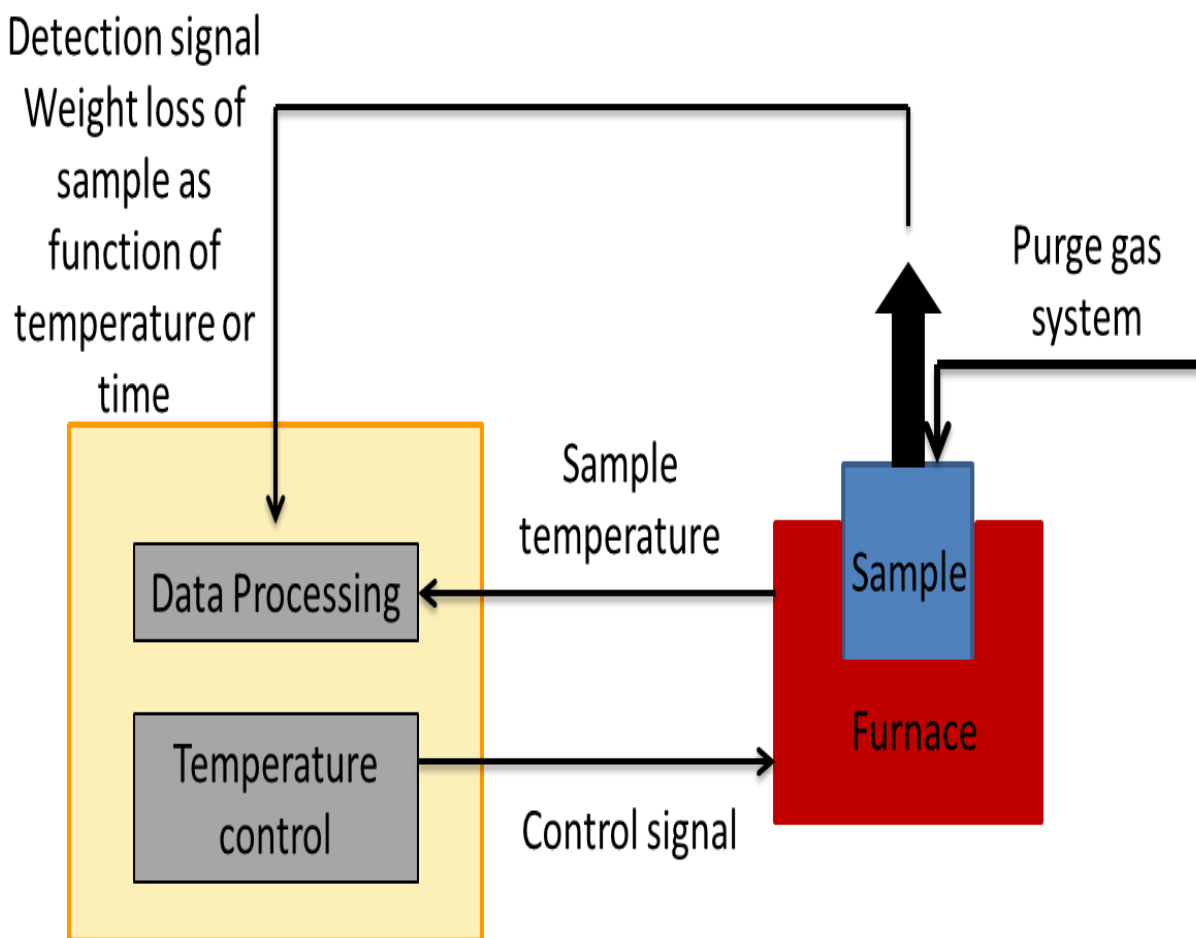 Detection signal
Weight loss of
sample as
function of
temperature or
time
Purge gas
system
Sample
temperature
Data Processing
Sample
Temperature
control
Furnace
Control signal